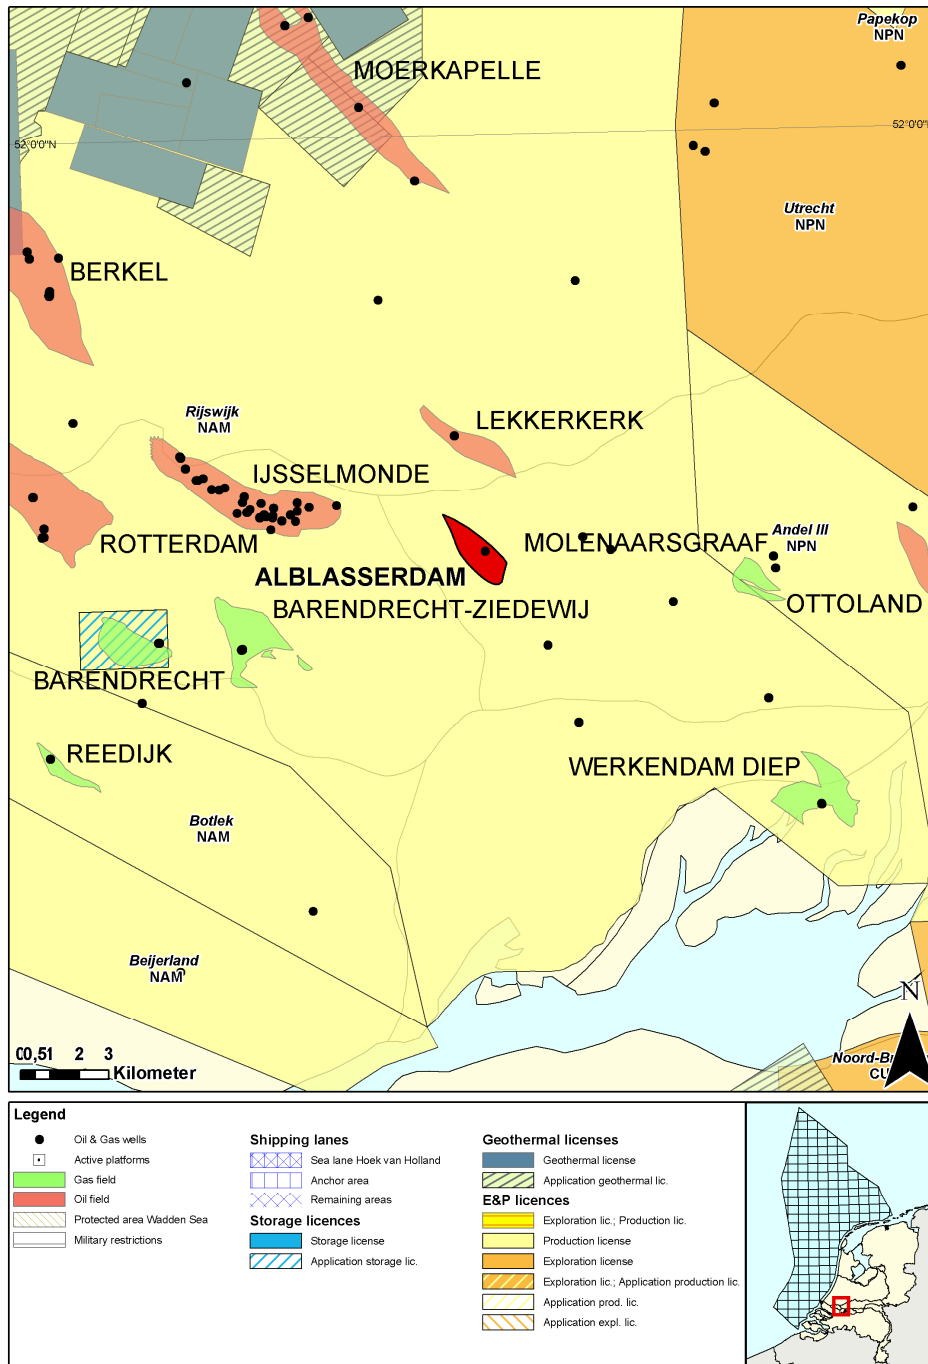 Papekop
NPN
MOERKAPELLE
52°0'0"N
52°0'0"N
Utrecht
NPN
BERKEL
Rijswijk
NAM
LEKKERKERK
IJSSELMONDE
ROTTERDAM
MOLENAARSGRAAF
Andel III
NPN
ALBLASSERDAM
BARENDRECHT-ZIEDEWIJ
OTTOLAND
BARENDRECHT
REEDIJK
WERKENDAM DIEP
Botlek
NAM
Beijerland
NAM
N
00,51 2 3
Kilometer
Legend
Oil & Gas wells
Active platforms
Gas field
Oil field
Protected area Wadden Sea
Military restrictions
Shipping lanes
Sea lane Hoek van Holland
Anchor area
Remaining areas
Storage licences
Storage license
Application storage lic.
Geothermal licenses
Geothermal license
Application geothermal lic.
E&P licences
Exploration lic.; Production lic.
Production license
Exploration license
Exploration lic.; Application production lic.
Application prod. lic.
Application expl. lic.